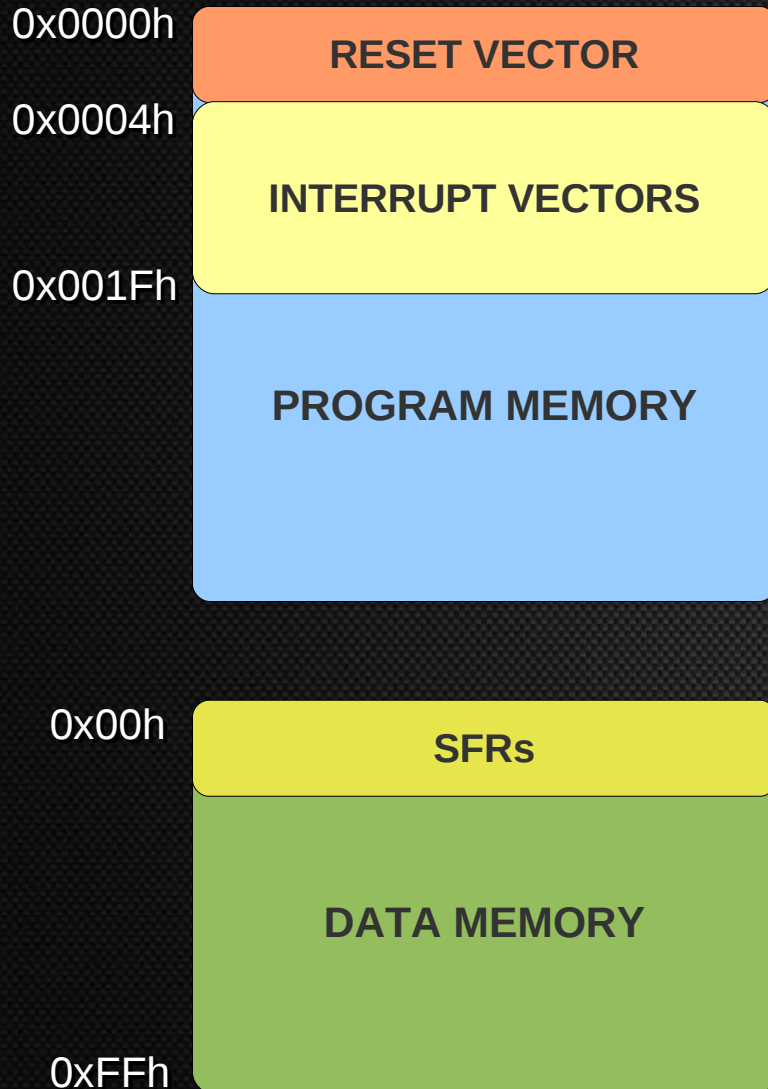 0x0000h
RESET VECTOR
0x0004h
INTERRUPT VECTORS
0x001Fh
PROGRAM MEMORY
0x00h
SFRs
DATA MEMORY
0xFFh